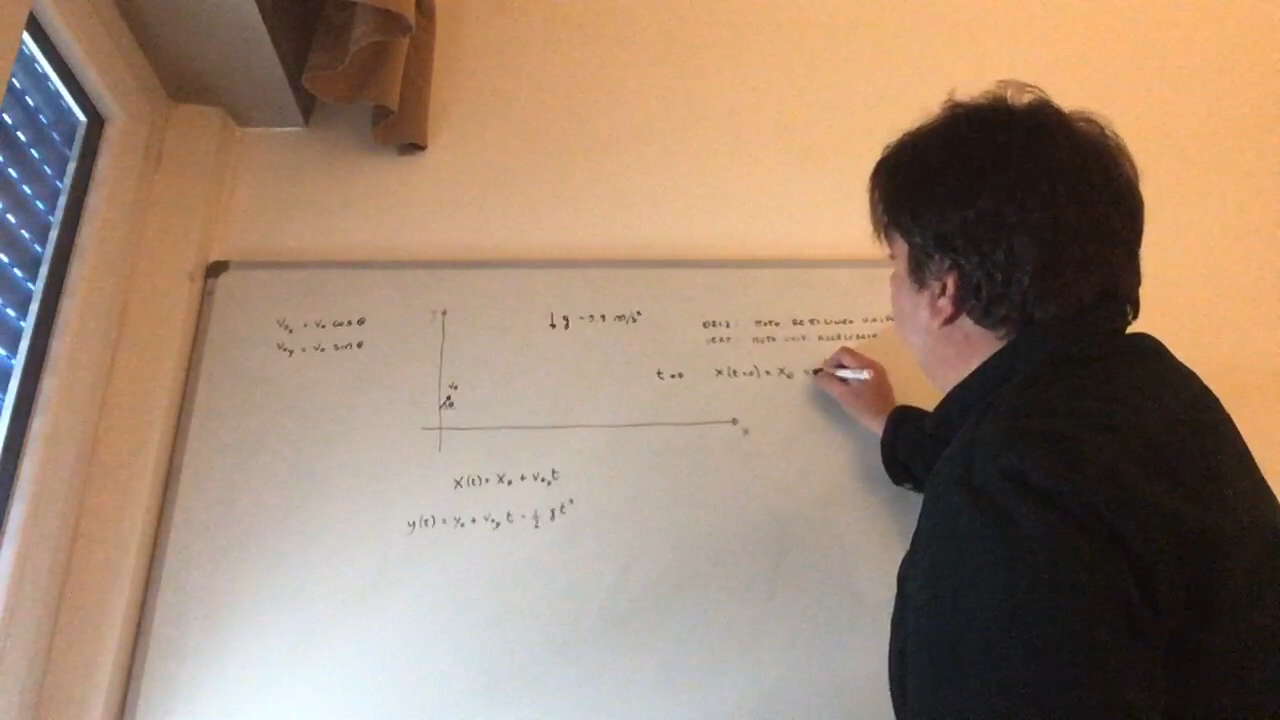 V₀ₓ = V₀ cos θ
V₀y = V₀ sin θ
↓ g = 9.8 m/s²
ORIZ: MOTO RETTILINEO UNIF
VERT MOTO UNIF. ACCELERATO
t=0 X(t=0) = X₀ =
V₀
θ
x
X(t) = X₀ + V₀ₓ t
y(t) = y₀ + V₀y t - ½ g t²